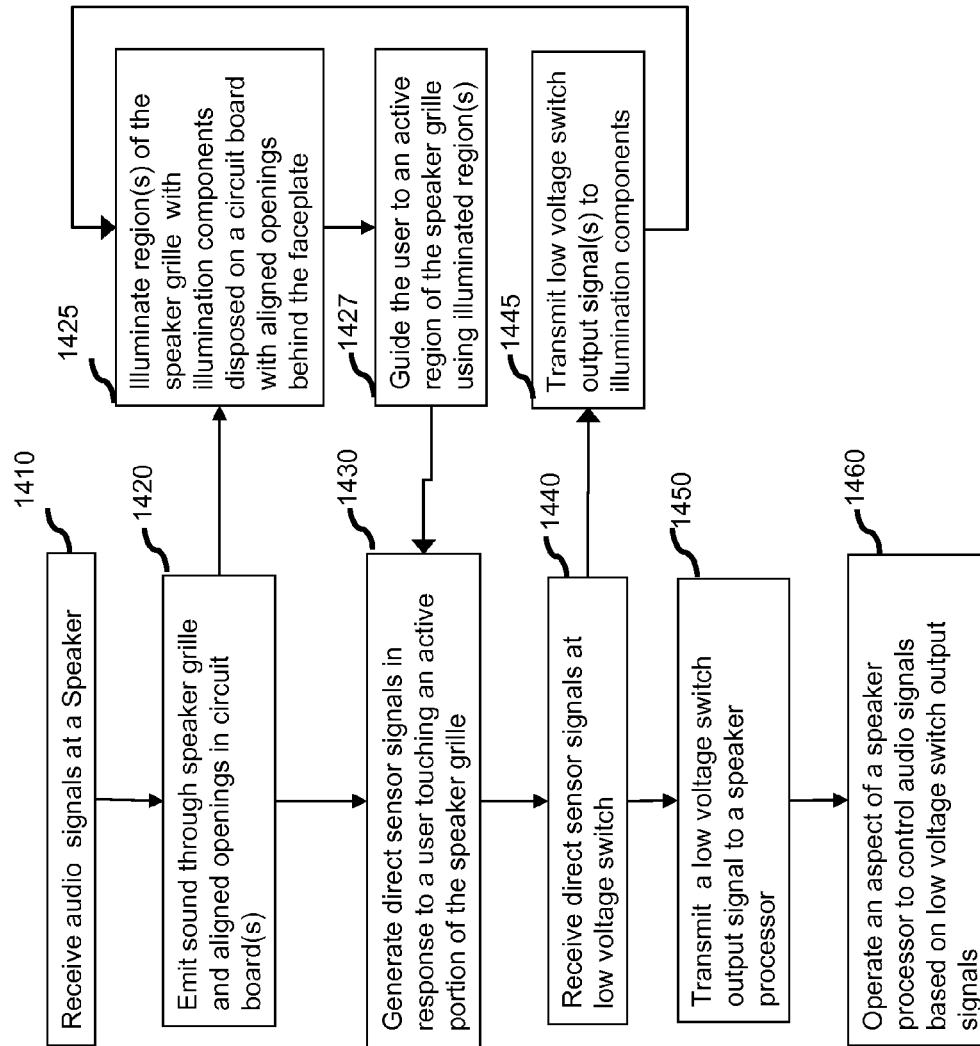 1410
Receive audio signals at a Speaker
1420
Emit sound through speaker grille
and aligned openings in circuit
board(s)
1425
Illuminate region(s) of the
speaker grille with
illumination components
disposed on a circuit board
with aligned openings
behind the faceplate
1427
Guide the user to an active
region of the speaker grille
using illuminated region(s)
1430
Generate direct sensor signals in
response to a user touching an active
portion of the speaker grille
1440
Receive direct sensor signals at
low voltage switch
1445
Transmit low voltage switch
output signal(s) to
illumination components
1450
Transmit a low voltage switch
output signal to a speaker
processor
1460
Operate an aspect of a speaker
processor to control audio signals
based on low voltage switch output
signals